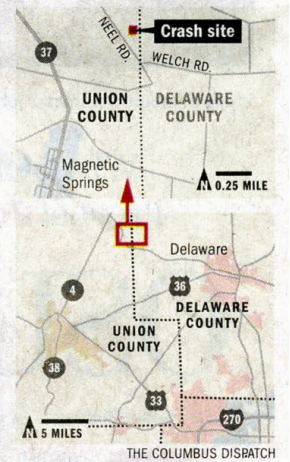 Crash site
NEEL RD.
37
WELCH RD.
UNION
COUNTY
DELAWARE
COUNTY
Magnetic
Springs
N 0.25 MILE
Delaware
4
36
DELAWARE
COUNTY
UNION
COUNTY
38
33
270
N 5 MILES
THE COLUMBUS DISPATCH